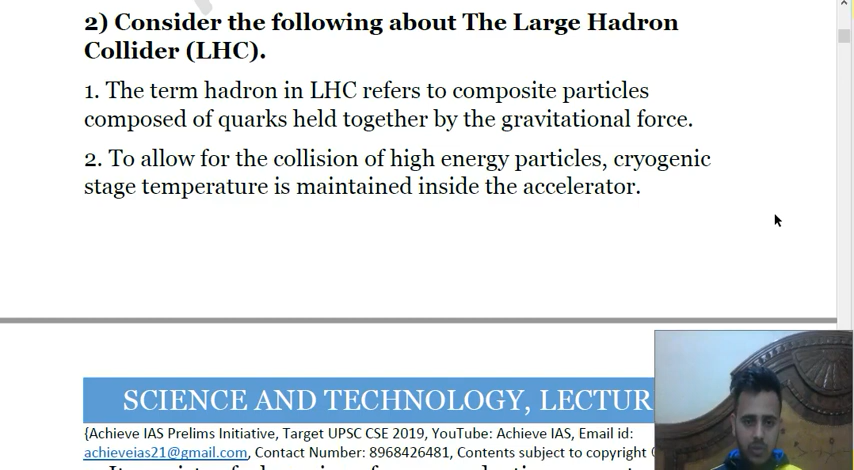 2) Consider the following about The Large Hadron
Collider (LHC).
1. The term hadron in LHC refers to composite particles
composed of quarks held together by the gravitational force.
2. To allow for the collision of high energy particles, cryogenic
stage temperature is maintained inside the accelerator.
SCIENCE AND TECHNOLOGY, LECTUR
{Achieve IAS Prelims Initiative, Target UPSC CSE 2019, YouTube: Achieve IAS, Email id:
achieveias21@gmail.com, Contact Number: 8968426481, Contents subject to copyright